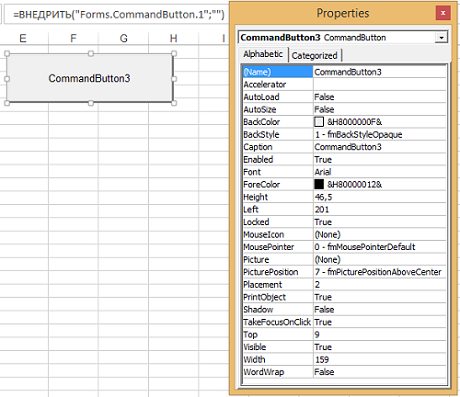 =ВНЕДРИТЬ("Forms.CommandButton.1";"")
E F G H I
CommandButton3
Properties
CommandButton3 CommandButton
Alphabetic Categorized
(Name) CommandButton3
Accelerator
AutoLoad False
AutoSize False
BackColor &H8000000F&
BackStyle 1 - fmBackStyleOpaque
Caption CommandButton3
Enabled True
Font Arial
ForeColor &H80000012&
Height 46,5
Left 201
Locked True
MouseIcon (None)
MousePointer 0 - fmMousePointerDefault
Picture (None)
PicturePosition 7 - fmPicturePositionAboveCenter
Placement 2
PrintObject True
Shadow False
TakeFocusOnClick True
Top 9
Visible True
Width 159
WordWrap False